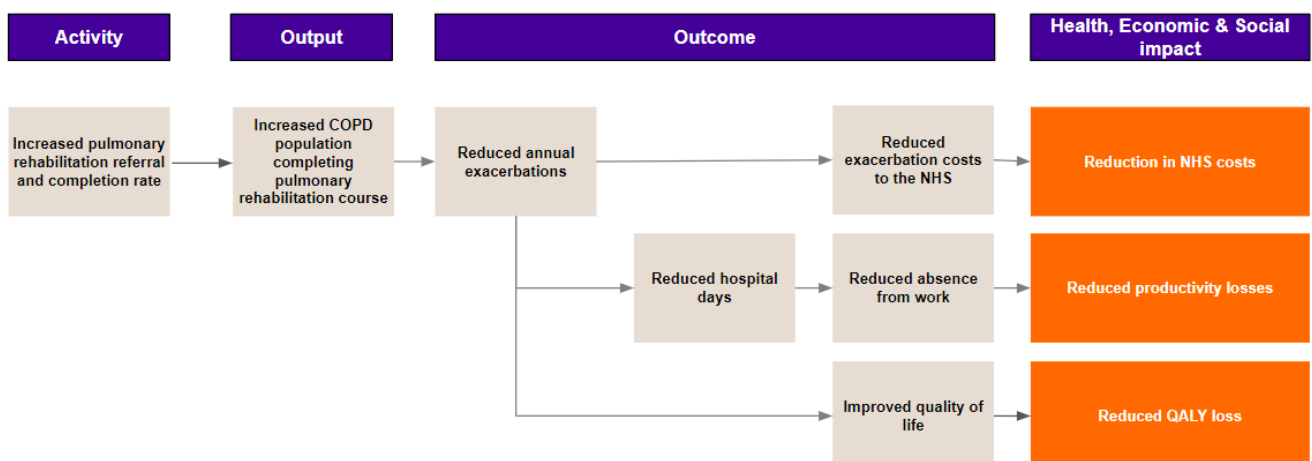 Activity
Output
Outcome
Health, Economic & Social
impact
Increased pulmonary
rehabilitation referral
and completion rate
Increased COPD
population
completing
pulmonary
rehabilitation course
Reduced annual
exacerbations
Reduced
exacerbation costs
to the NHS
Reduction in NHS costs
Reduced hospital
days
Reduced absence
from work
Reduced productivity losses
Improved quality of
life
Reduced QALY loss